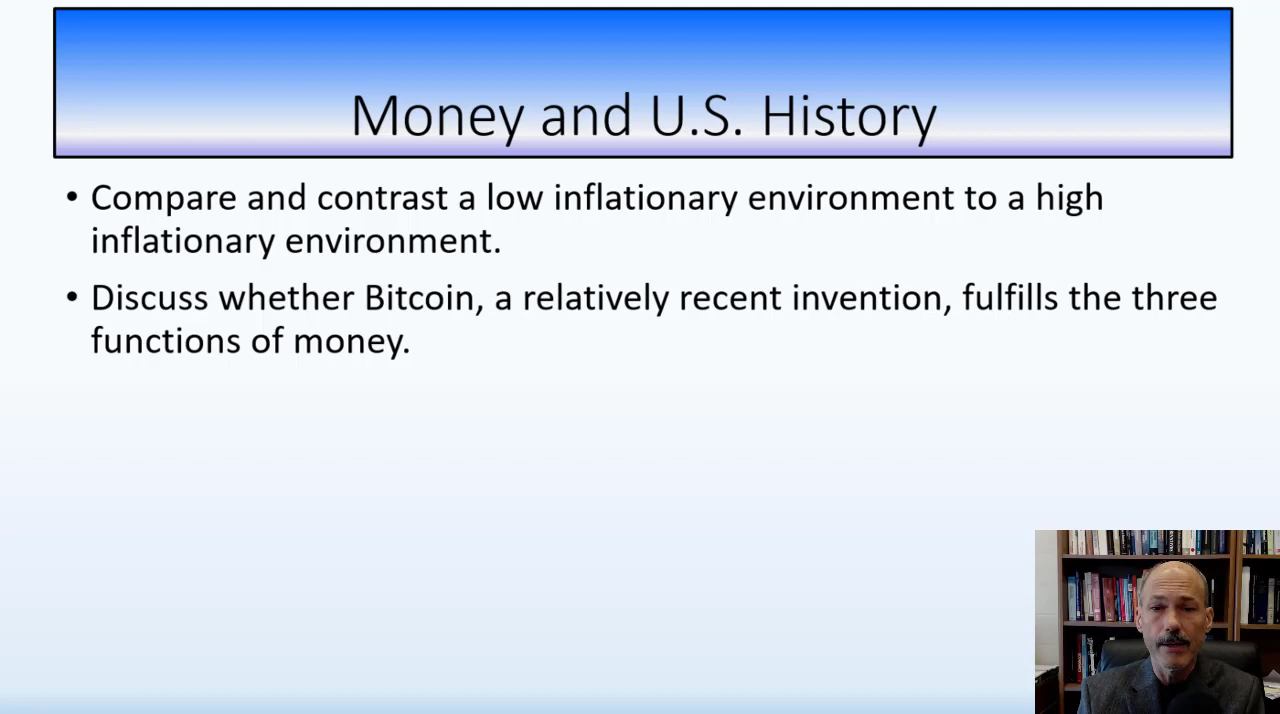 Money and U.S. History
• Compare and contrast a low inflationary environment to a high
inflationary environment.
• Discuss whether Bitcoin, a relatively recent invention, fulfills the three
functions of money.